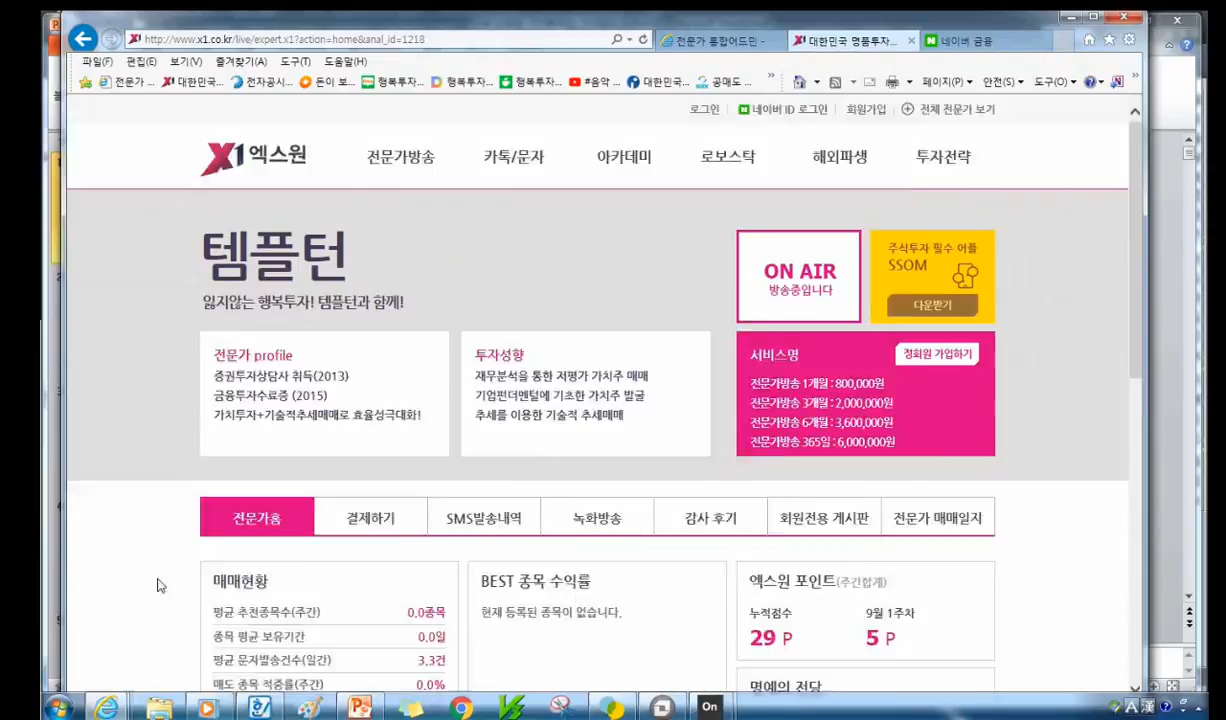 http://www.x1.co.kr/live/expert.x1?action=home&anal_id=1218
전문가 통합어드민 -
대한민국 명품투자...
네이버 금융
파일(F) 편집(E) 보기(V) 즐겨찾기(A) 도구(T) 도움말(H)
전문가 ... 대한민국... 전자공시... 돈이 보... 행복투자... 행복투자... 행복투자... #음악 ... 대한민국... 공매도 ... 페이지(P) 안전(S) 도구(O)
로그인 네이버 ID 로그인 회원가입 전체 전문가 보기
X1 엑스원 전문가방송 카톡/문자 아카데미 로보스탁 해외파생 투자전략
템플턴
잃지않는 행복투자! 템플턴과 함께!
ON AIR
방송중입니다
주식투자 필수 어플
SSOM
다운받기
전문가 profile
증권투자상담사 취득(2013)
금융투자수료증 (2015)
가치투자+기술적추세매매로 효율성극대화!
투자성향
재무분석을 통한 저평가 가치주 매매
기업펀더멘털에 기초한 가치주 발굴
추세를 이용한 기술적 추세매매
서비스명 정회원 가입하기
전문가방송 1개월 : 800,000원
전문가방송 3개월 : 2,000,000원
전문가방송 6개월 : 3,600,000원
전문가방송 365일 : 6,000,000원
전문가홈 결제하기 SMS발송내역 녹화방송 감사 후기 회원전용 게시판 전문가 매매일지
매매현황
평균 추천종목수(주간) 0.0종목
종목 평균 보유기간 0.0일
평균 문자발송건수(일간) 3.3건
매도 종목 적중률(주간) 0.0%
BEST 종목 수익률
현재 등록된 종목이 없습니다.
엑스원 포인트(주간합계)
누적점수 9월 1주차
29 P 5 P
명예의 전당
On
A 漢